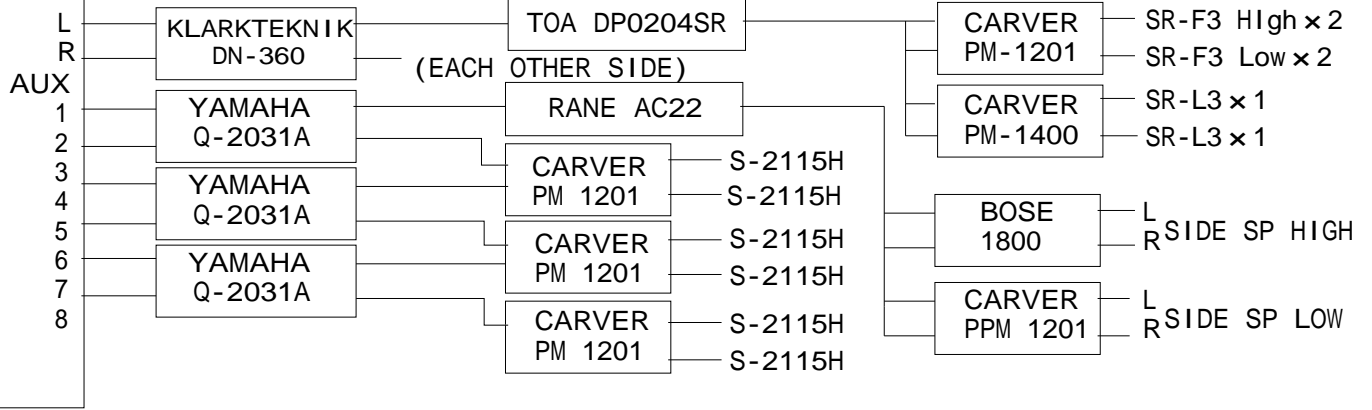 L
R
AUX
1
2
3
4
5
6
7
8
KLARKTEKNIK
DN-360
(EACH OTHER SIDE)
YAMAHA
Q-2031A
YAMAHA
Q-2031A
YAMAHA
Q-2031A
TOA DP0204SR
RANE AC22
CARVER
PM 1201
S-2115H
S-2115H
CARVER
PM 1201
S-2115H
S-2115H
CARVER
PM 1201
S-2115H
S-2115H
CARVER
PM-1201
SR-F3 HIgh×2
SR-F3 Low×2
CARVER
PM-1400
SR-L3×1
SR-L3×1
BOSE
1800
L
R
SIDE SP HIGH
CARVER
PPM 1201
L
R
SIDE SP LOW